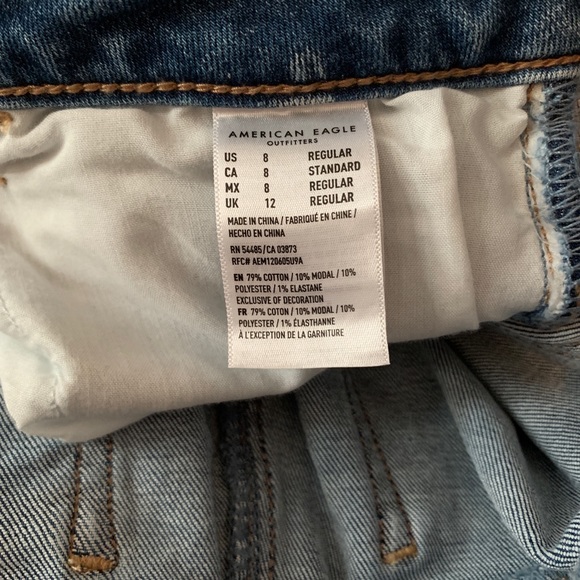 AMERICAN EAGLE
OUTFITTERS
US 8 REGULAR
CA 8 STANDARD
MX 8 REGULAR
UK 12 REGULAR
MADE IN CHINA / FABRIQUÉ EN CHINE /
HECHO EN CHINA
RN 54485/CA 03873
RFC# AEM120605U9A
EN 79% COTTON / 10% MODAL / 10%
POLYESTER / 1% ELASTANE
EXCLUSIVE OF DECORATION
FR 79% COTON / 10% MODAL / 10%
POLYESTER / 1% ÉLASTHANNE
À L'EXCEPTION DE LA GARNITURE